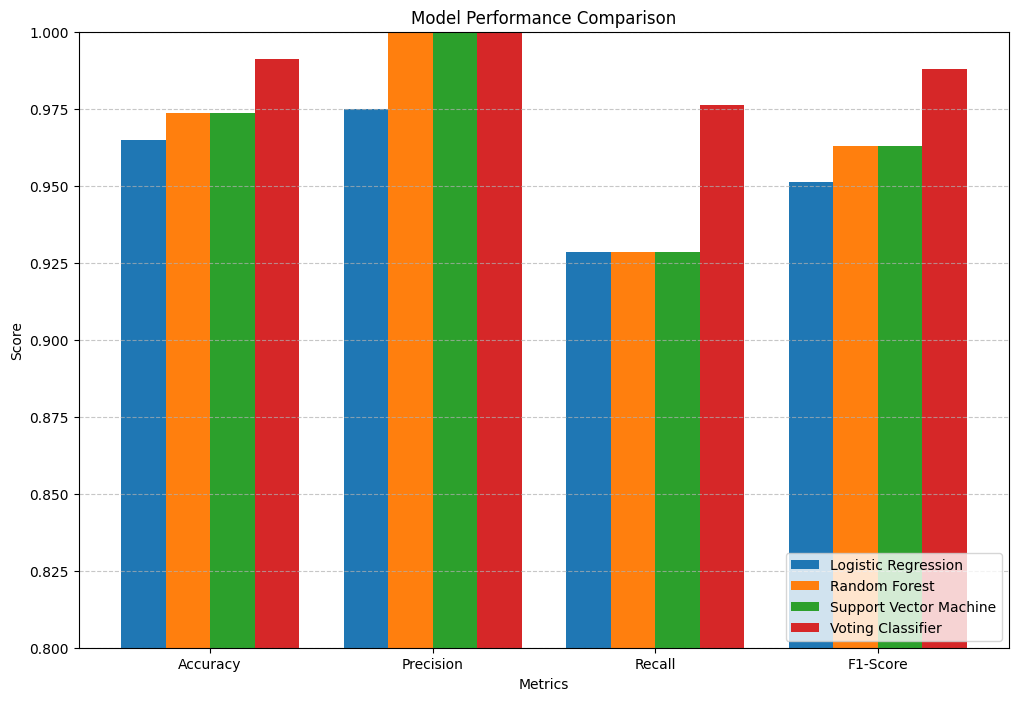 Model Performance Comparison
1.000
0.975
0.950
0.925
0.900
0.875
0.850
0.825
0.800
Score
Accuracy
Precision
Recall
F1-Score
Metrics
Logistic Regression
Random Forest
Support Vector Machine
Voting Classifier